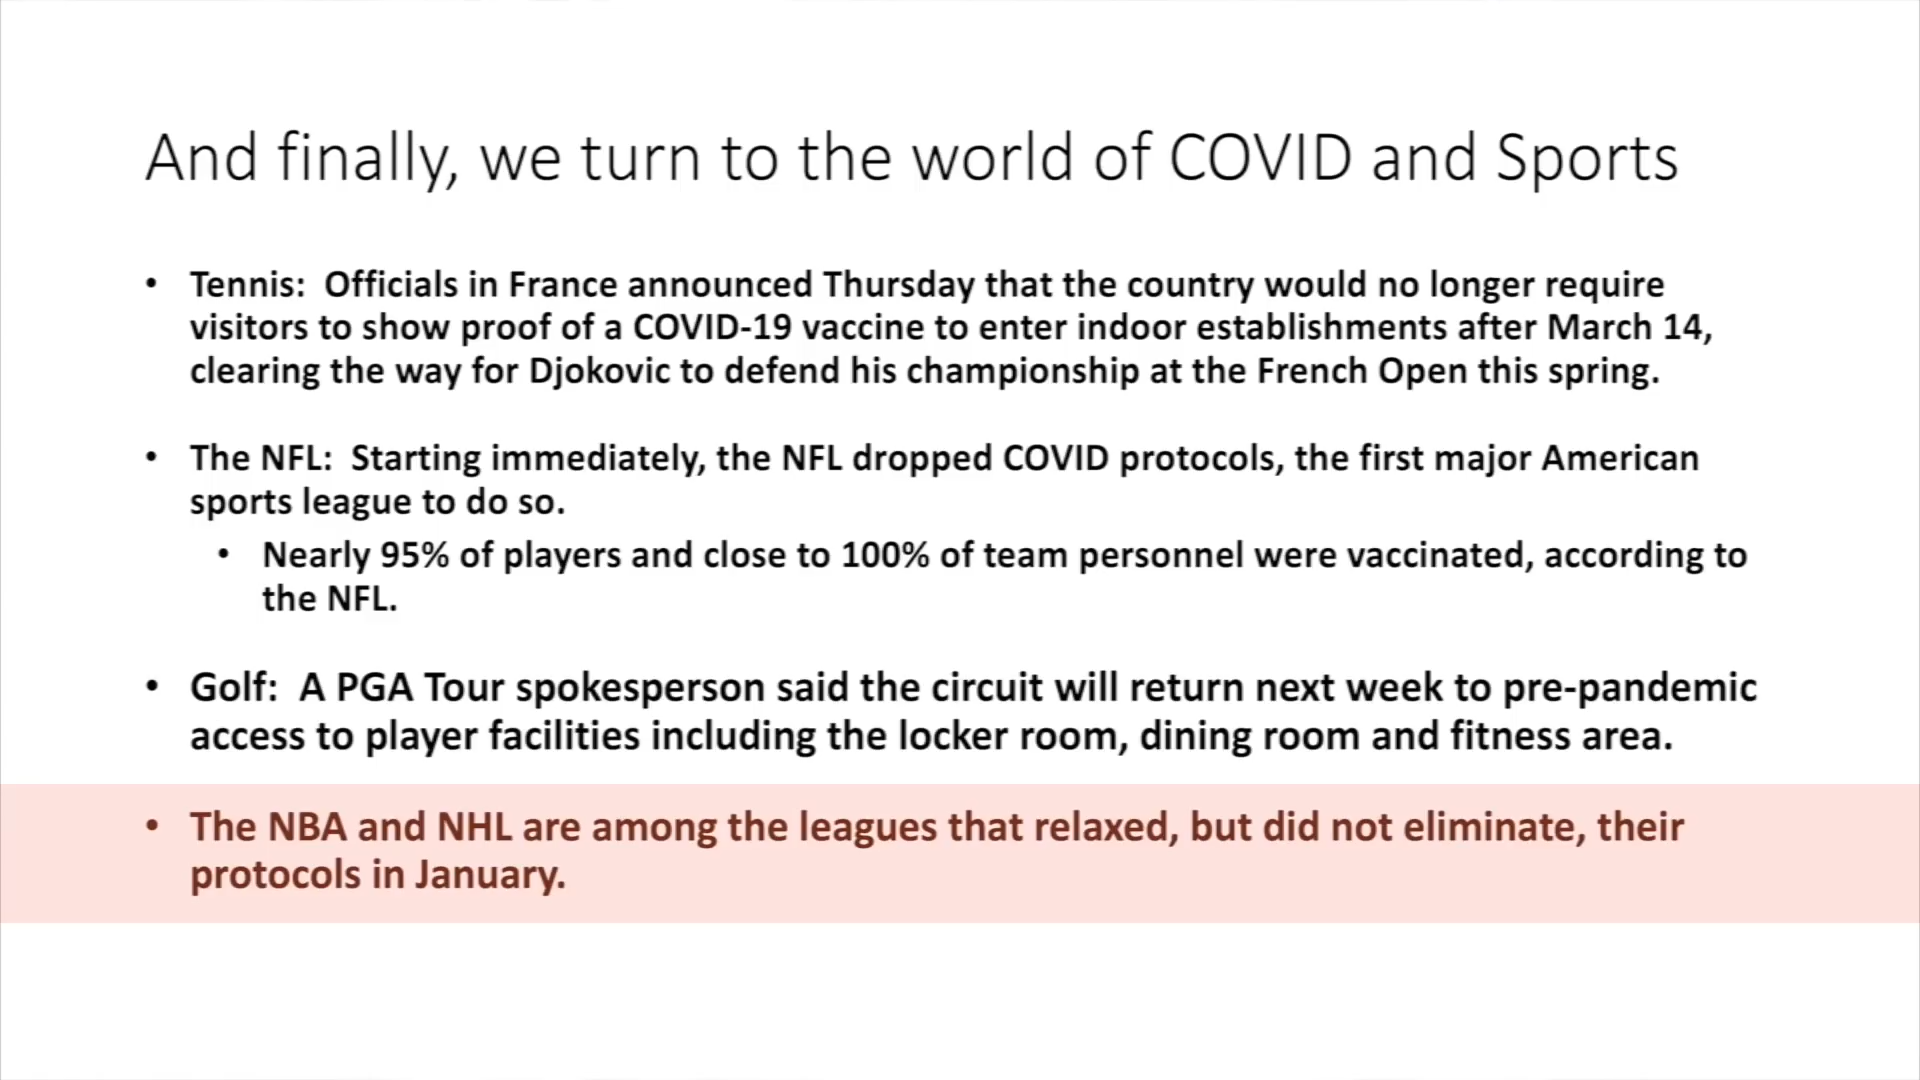 And finally, we turn to the world of COVID and Sports
• Tennis:  Officials in France announced Thursday that the country would no longer require
visitors to show proof of a COVID-19 vaccine to enter indoor establishments after March 14,
clearing the way for Djokovic to defend his championship at the French Open this spring.
• The NFL:  Starting immediately, the NFL dropped COVID protocols, the first major American
sports league to do so.
• Nearly 95% of players and close to 100% of team personnel were vaccinated, according to
the NFL.
• Golf:  A PGA Tour spokesperson said the circuit will return next week to pre-pandemic
access to player facilities including the locker room, dining room and fitness area.
• The NBA and NHL are among the leagues that relaxed, but did not eliminate, their
protocols in January.